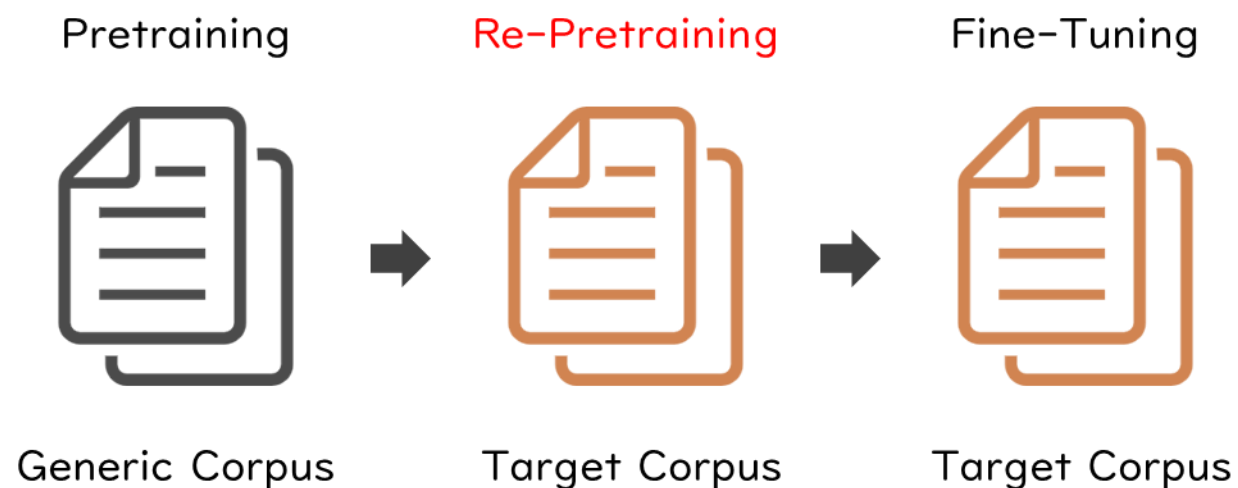 Pretraining
Re-Pretraining
Fine-Tuning
Generic Corpus
Target Corpus
Target Corpus